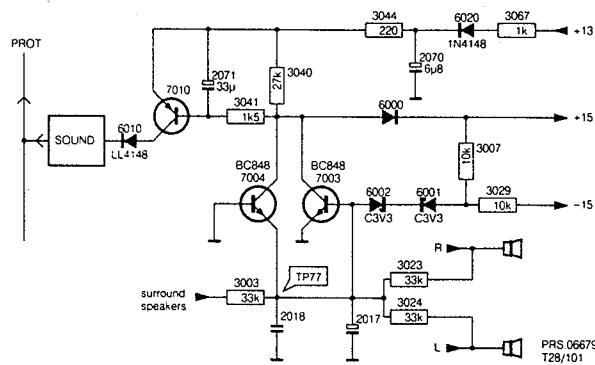 PROT
3044
220
6020
1N4148
3067
1k
+13
2070
6µ8
2071
33µ
27k
3040
7010
3041
1k5
6000
+15
SOUND
6010
LL4148
10k
3007
BC848
7004
BC848
7003
6002
C3V3
6001
C3V3
3029
10k
-15
TP77
R
3023
33k
surround
speakers
3003
33k
3024
33k
2018
2017
L
PRS.06679
T28/101